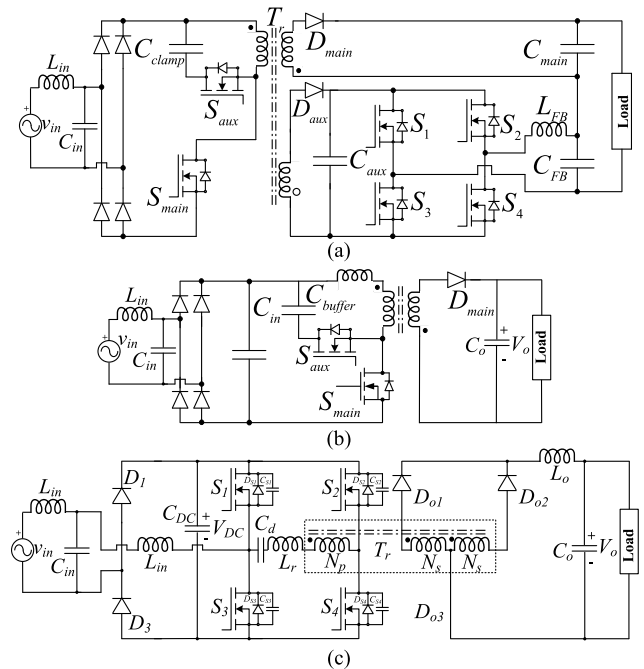 T_r
D_main
C_clamp
C_main
L_in
S_aux
D_aux
S_1
S_2
L_FB
Load
v_in
C_in
C_aux
C_FB
S_main
S_3
S_4
(a)
L_in
C_in
C_buffer
D_main
v_in
C_in
S_aux
C_o
+
V_o
-
Load
S_main
(b)
D_1
S_1
D_S1
C_S1
S_2
D_S2
C_S2
L_o
L_in
C_DC
+
V_DC
-
C_d
D_o1
D_o2
v_in
C_in
L_in
L_r
N_p
T_r
N_s
N_s
C_o
+
V_o
-
Load
D_3
S_3
D_S3
C_S3
S_4
D_S4
C_S4
D_o3
(c)